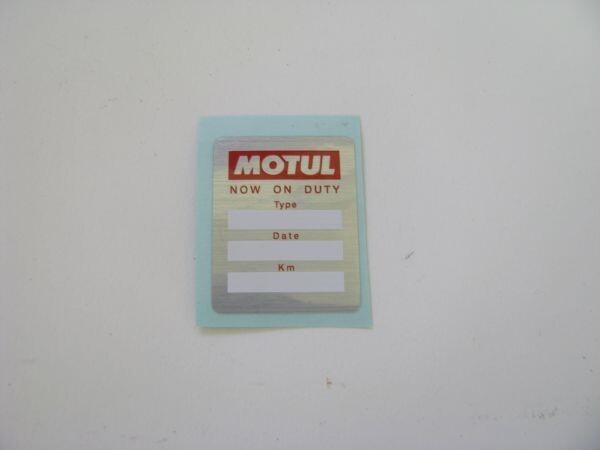 MOTUL
NOW ON DUTY
Type
Date
Km